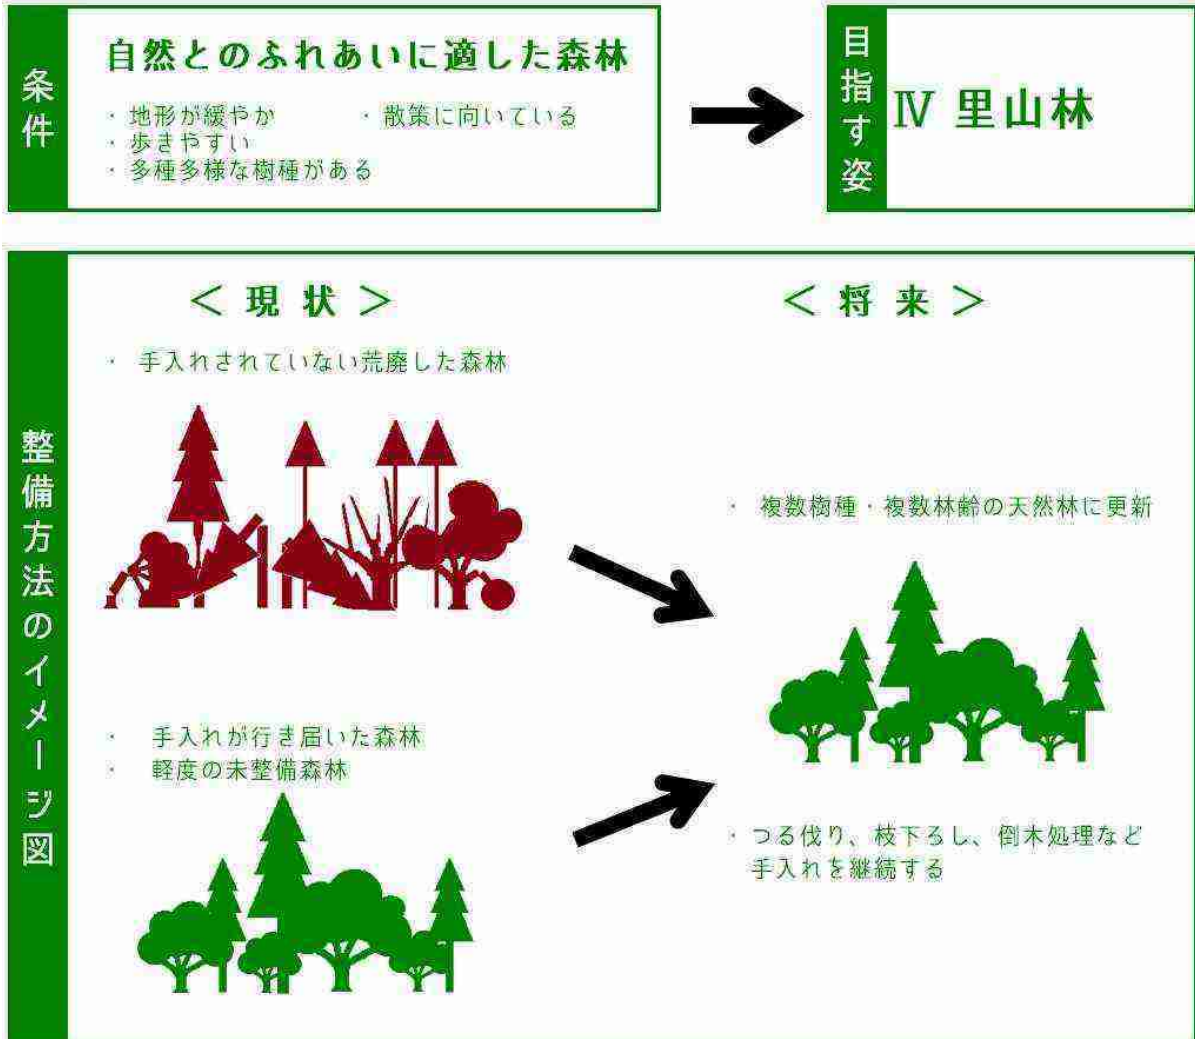 条件
自然とのふれあいに適した森林
・地形が緩やか ・散策に向いている
・歩きやすい
・多種多様な樹種がある
目指す姿
Ⅳ 里山林
整備方法のイメージ図
＜現状＞
・手入れされていない荒廃した森林
・手入れが行き届いた森林
・軽度の未整備森林
＜将来＞
・複数樹種・複数林齢の天然林に更新
・つる伐り、枝下ろし、倒木処理など
手入れを継続する